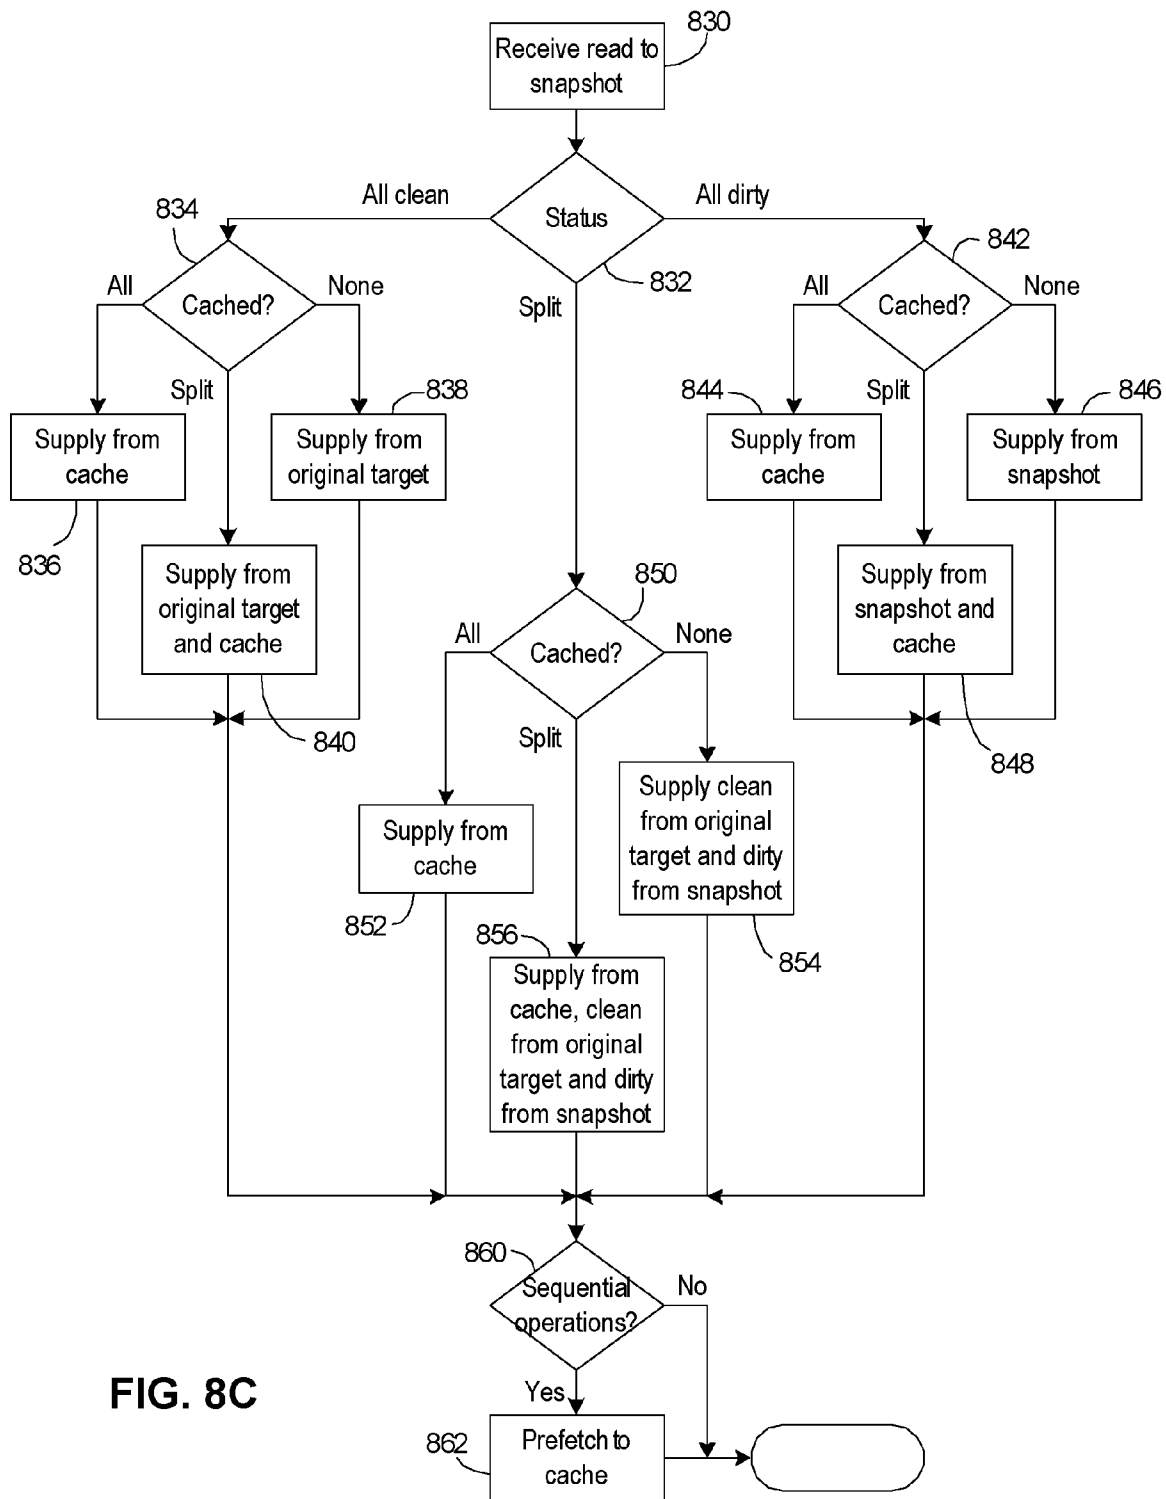 830
Receive read to
snapshot
All clean
All dirty
834
Status
842
832
All
None
Cached?
Split
All
None
Cached?
Split
838
Split
844
846
Supply from
cache
Supply from
original target
Supply from
cache
Supply from
snapshot
836
Supply from
original target
and cache
850
Supply from
snapshot and
cache
All
None
Cached?
840
Split
848
Supply from
cache
Supply clean
from original
target and dirty
from snapshot
852
856
854
Supply from
cache, clean
from original
target and dirty
from snapshot
860
Sequential
operations?
No
FIG. 8C
Yes
862
Prefetch to
cache